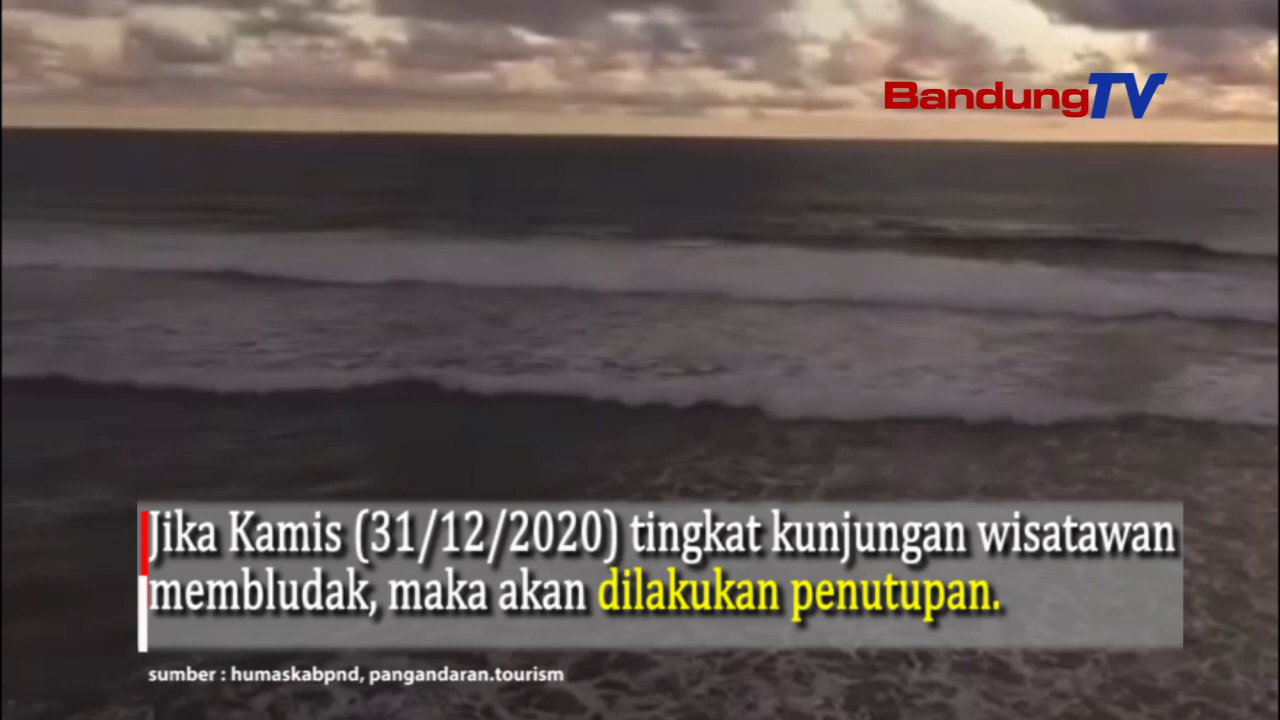 BandungTV
Jika Kamis (31/12/2020) tingkat kunjungan wisatawan
membludak, maka akan dilakukan penutupan.
sumber : humaskabpnd, pangandaran.tourism